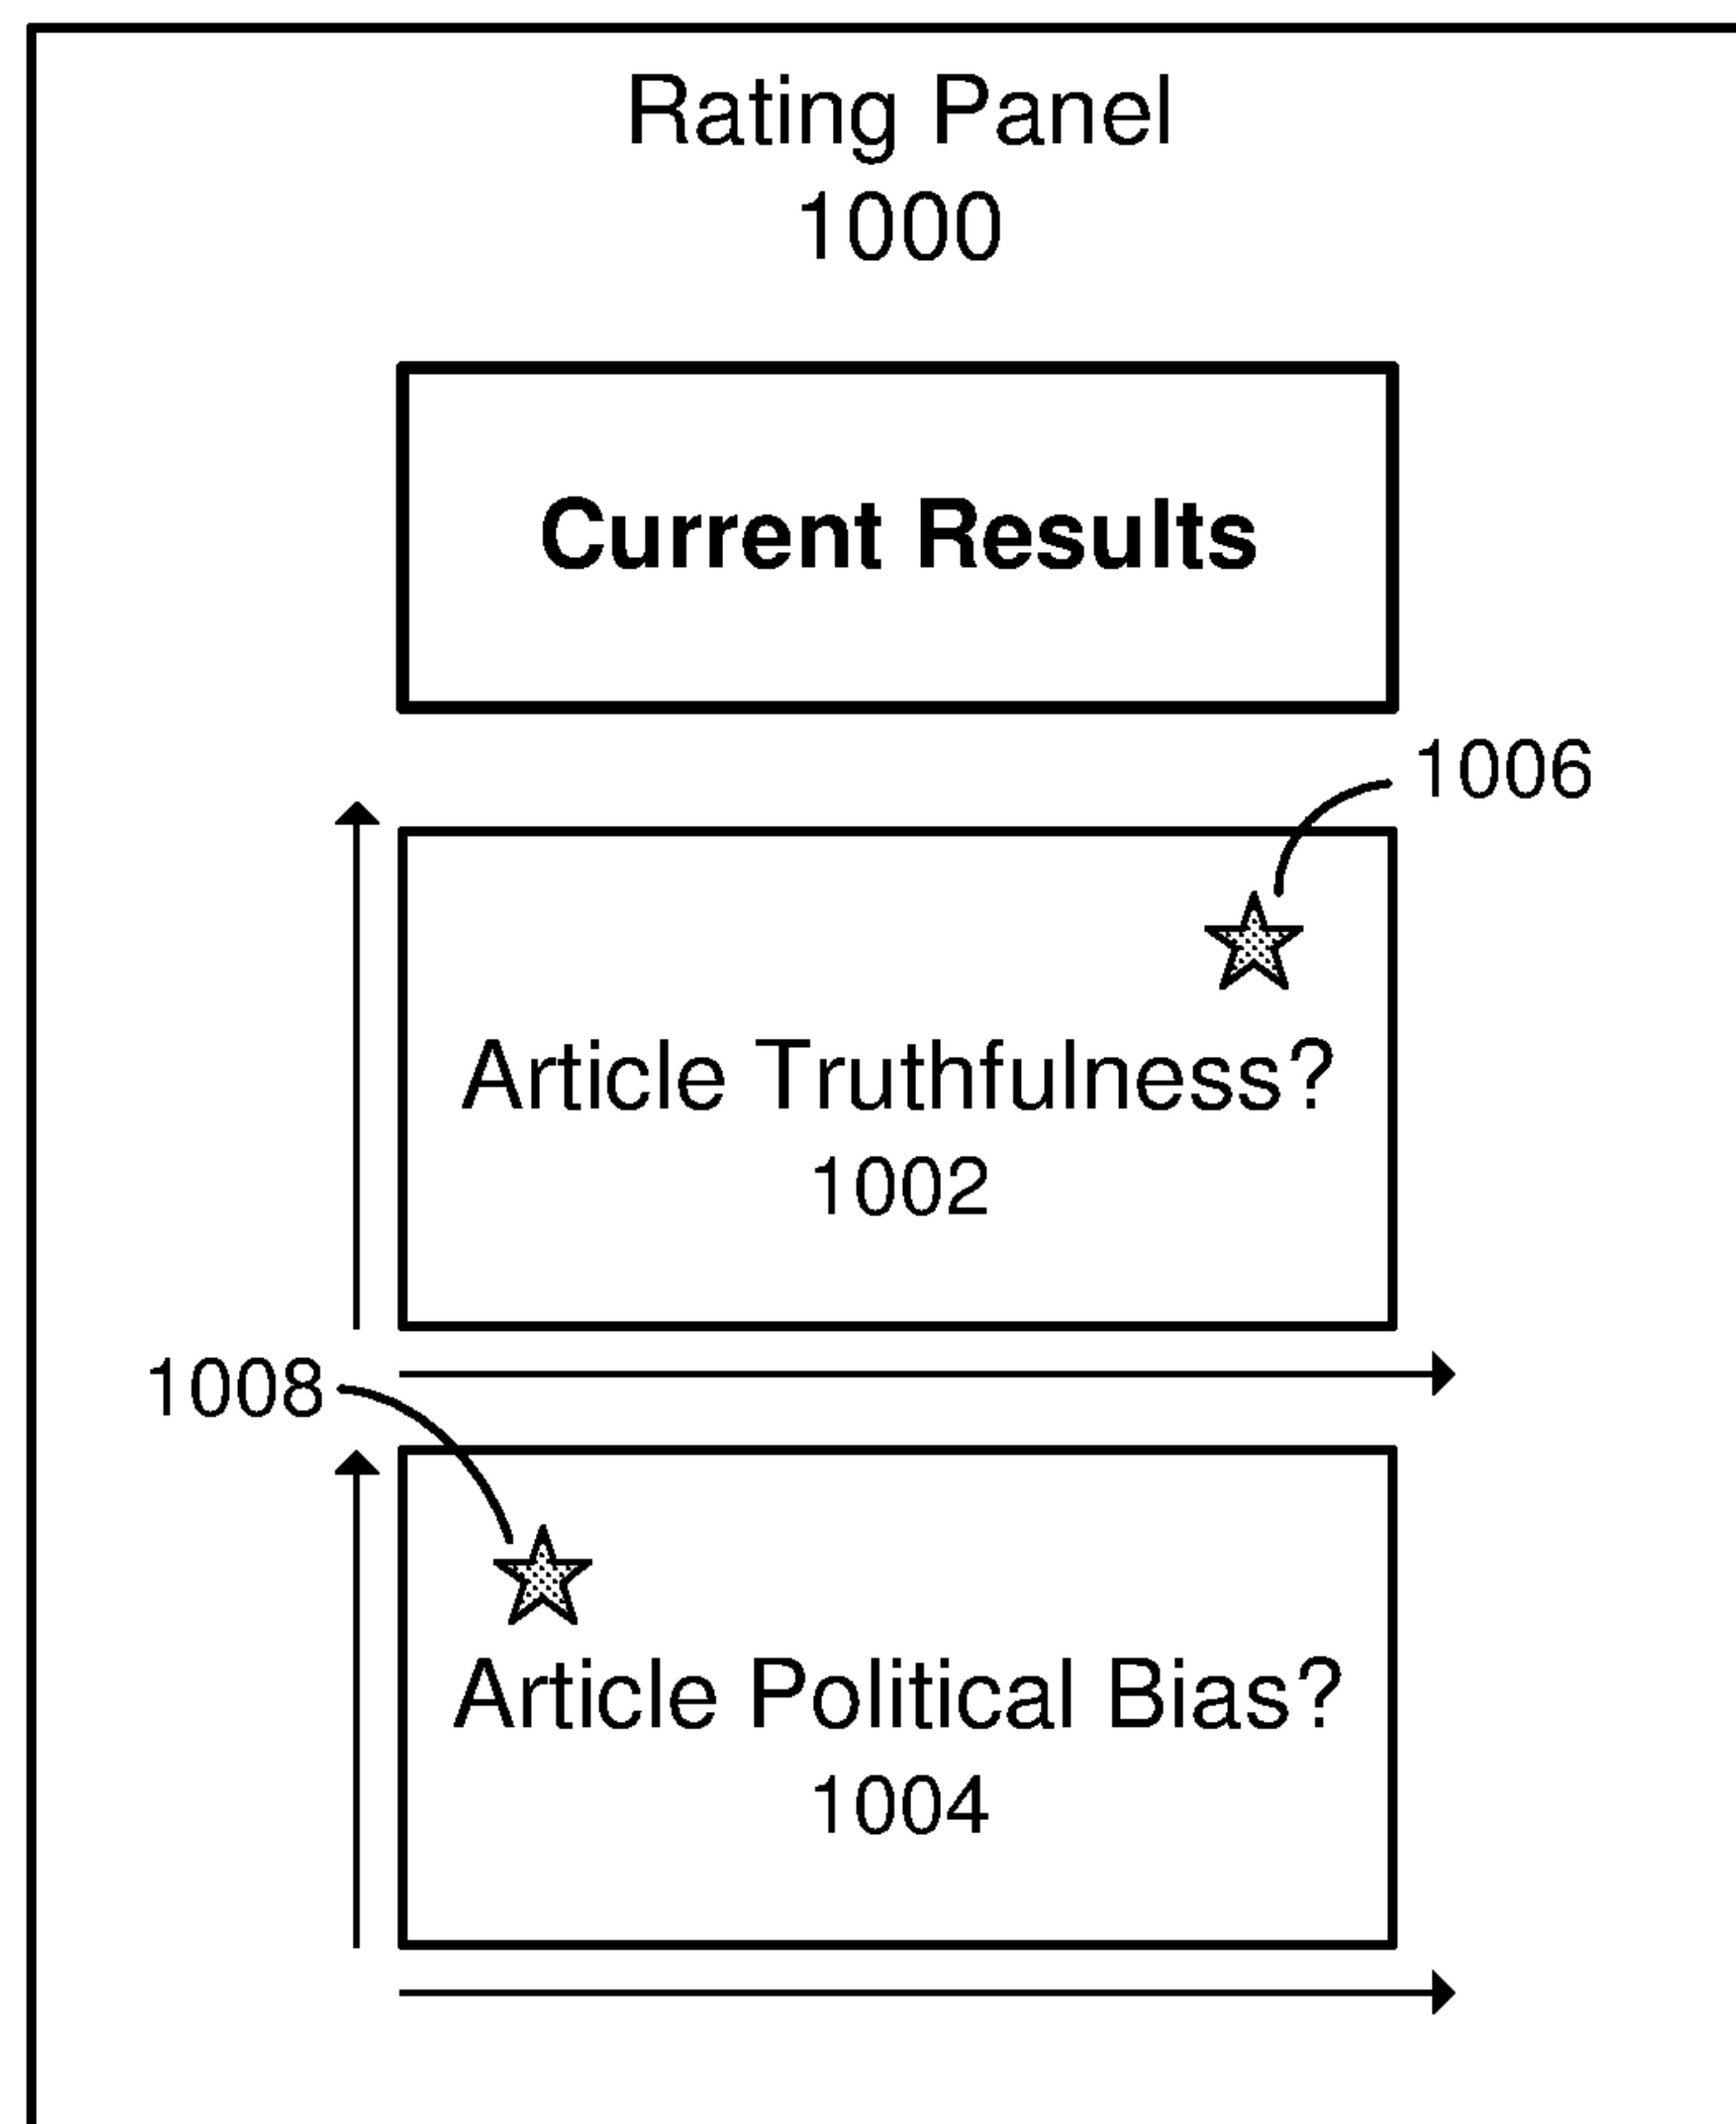 Rating Panel
1000
Current Results
1006
Article Truthfulness?
1002
1008
Article Political Bias?
1004